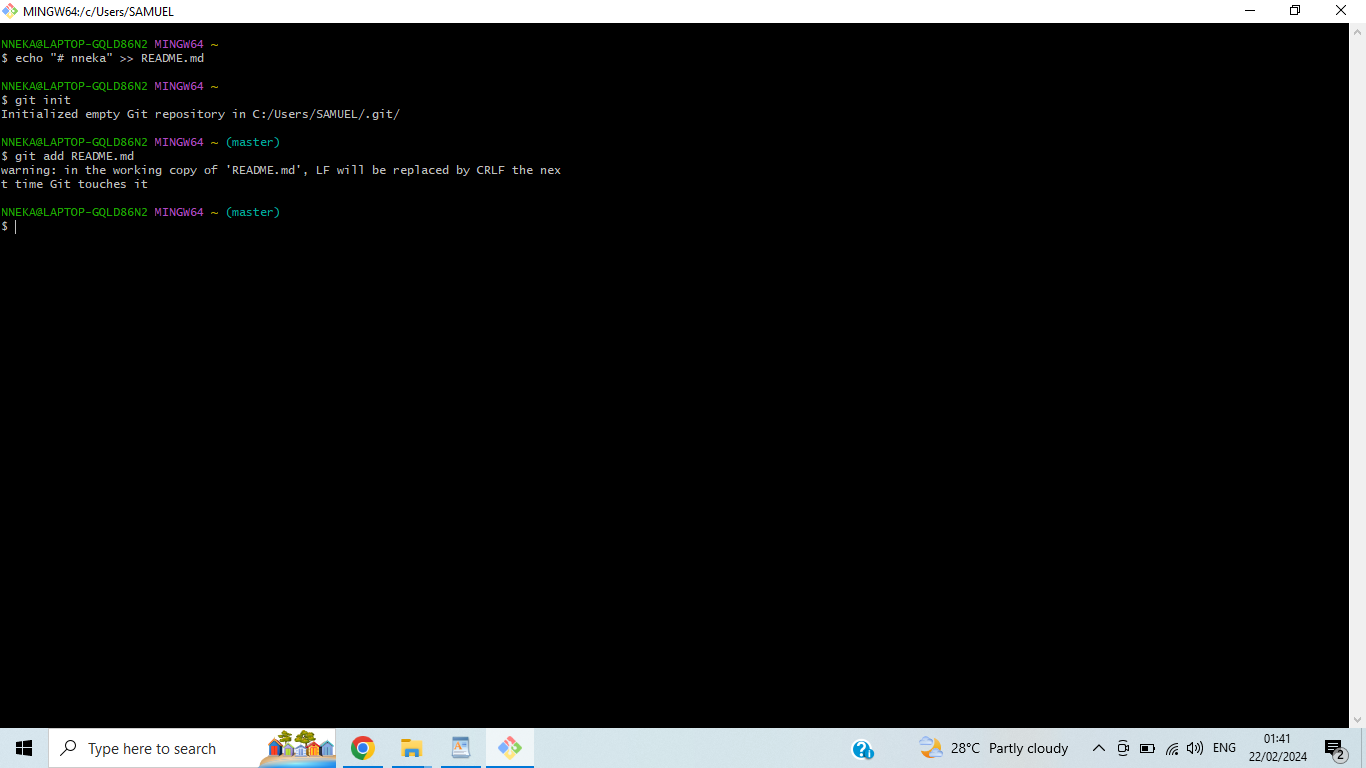 MINGW64:/c/Users/SAMUEL
NNEKA@LAPTOP-GQLD86N2 MINGW64 ~
$ echo "# nneka" >> README.md
NNEKA@LAPTOP-GQLD86N2 MINGW64 ~
$ git init
Initialized empty Git repository in C:/Users/SAMUEL/.git/
NNEKA@LAPTOP-GQLD86N2 MINGW64 ~ (master)
$ git add README.md
warning: in the working copy of 'README.md', LF will be replaced by CRLF the nex
t time Git touches it
NNEKA@LAPTOP-GQLD86N2 MINGW64 ~ (master)
$
Type here to search
28°C Partly cloudy
ENG
01:41
22/02/2024
2